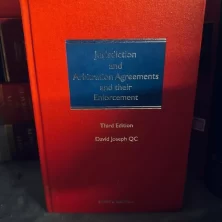 Jurisdiction
and
Arbitration Agreements
and their
Enforcement
Third Edition
David Joseph QC